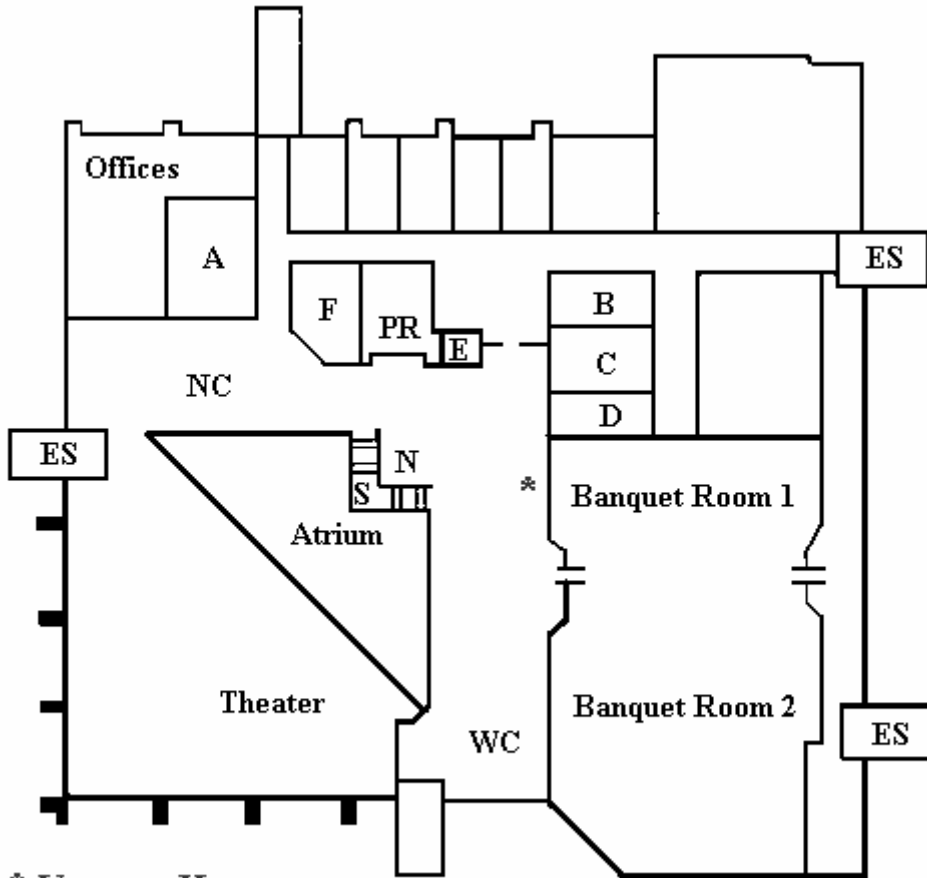 Offices
A
F
PR
E
B
C
D
ES
NC
ES
N
S
*
Banquet Room 1
Atrium
Theater
Banquet Room 2
WC
ES
*